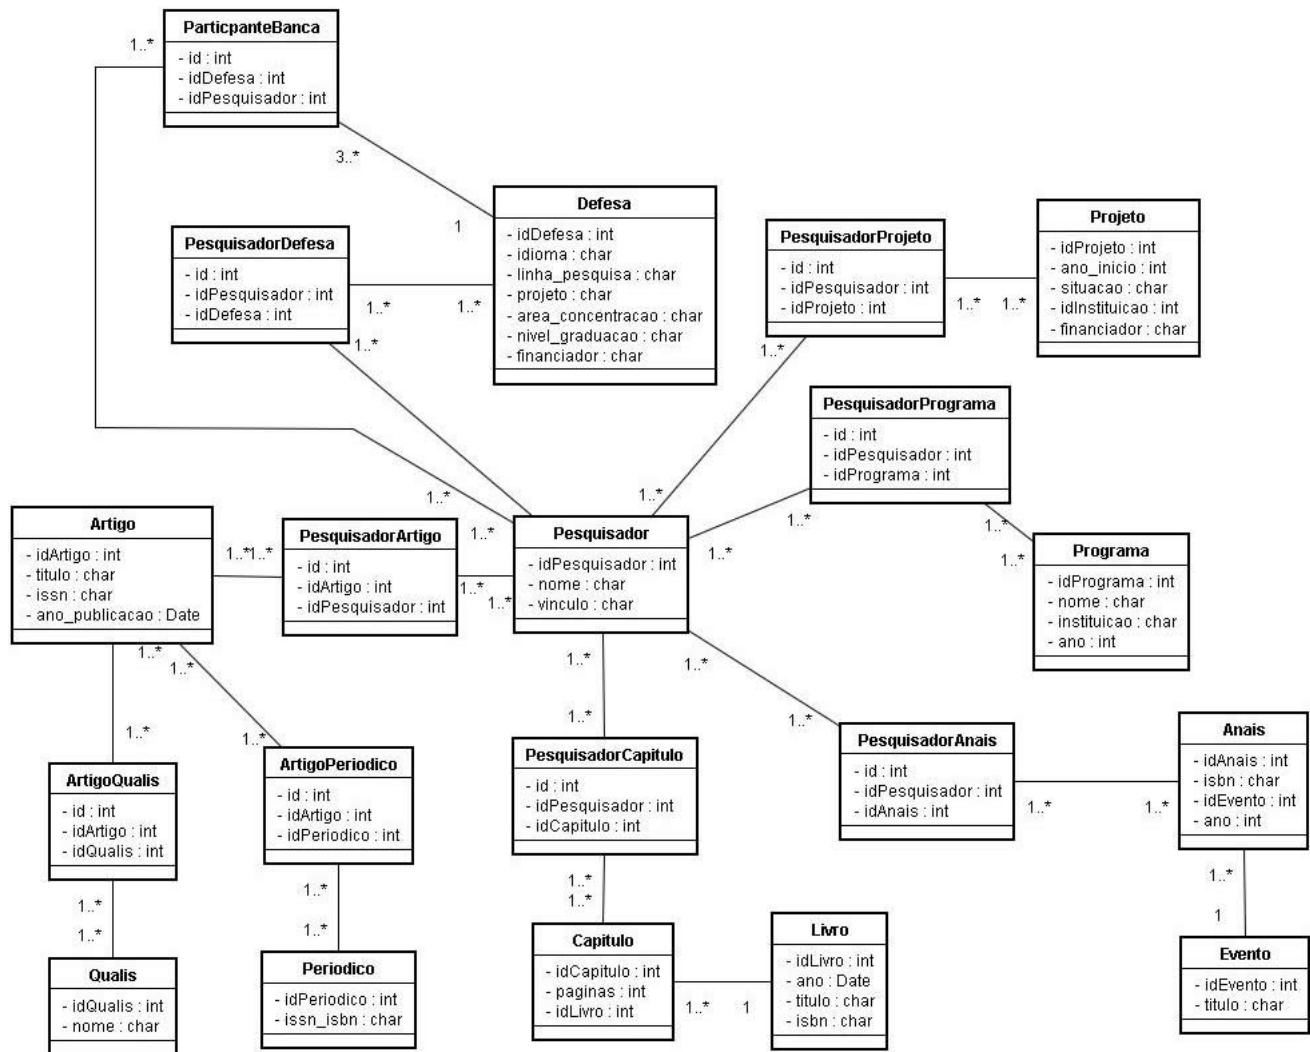 ParticpanteBanca
- id : int
- idDefesa : int
- idPesquisador : int
1..*
3..*
1
Defesa
- idDefesa : int
- idioma : char
- linha_pesquisa : char
- projeto : char
- area_concentracao : char
- nivel_graduacao : char
- financiador : char
PesquisadorDefesa
- id : int
- idPesquisador : int
- idDefesa : int
1..*
1..*
1..*
PesquisadorProjeto
- id : int
- idPesquisador : int
- idProjeto : int
1..*
1..*
1..*
Projeto
- idProjeto : int
- ano_inicio : int
- situacao : char
- idInstituicao : int
- financiador : char
PesquisadorPrograma
- id : int
- idPesquisador : int
- idPrograma : int
1..*
1..*
1..*
1..*
1..*
1..*
1..*
Programa
- idPrograma : int
- nome : char
- instituicao : char
- ano : int
Artigo
- idArtigo : int
- titulo : char
- issn : char
- ano_publicacao : Date
1..*
1..*
PesquisadorArtigo
- id : int
- idArtigo : int
- idPesquisador : int
1..*
1..*
Pesquisador
- idPesquisador : int
- nome : char
- vinculo : char
1..*
1..*
1..*
1..*
1..*
1..*
1..*
1..*
ArtigoQualis
- id : int
- idArtigo : int
- idQualis : int
1..*
1..*
ArtigoPeriodico
- id : int
- idArtigo : int
- idPeriodico : int
1..*
1..*
PesquisadorCapitulo
- id : int
- idPesquisador : int
- idCapitulo : int
1..*
1..*
PesquisadorAnais
- id : int
- idPesquisador : int
- idAnais : int
1..*
1..*
Anais
- idAnais : int
- isbn : char
- idEvento : int
- ano : int
1..*
1
Qualis
- idQualis : int
- nome : char
Periodico
- idPeriodico : int
- issn_isbn : char
Capitulo
- idCapitulo : int
- paginas : int
- idLivro : int
1..*
1
Livro
- idLivro : int
- ano : Date
- titulo : char
- isbn : char
Evento
- idEvento : int
- titulo : char